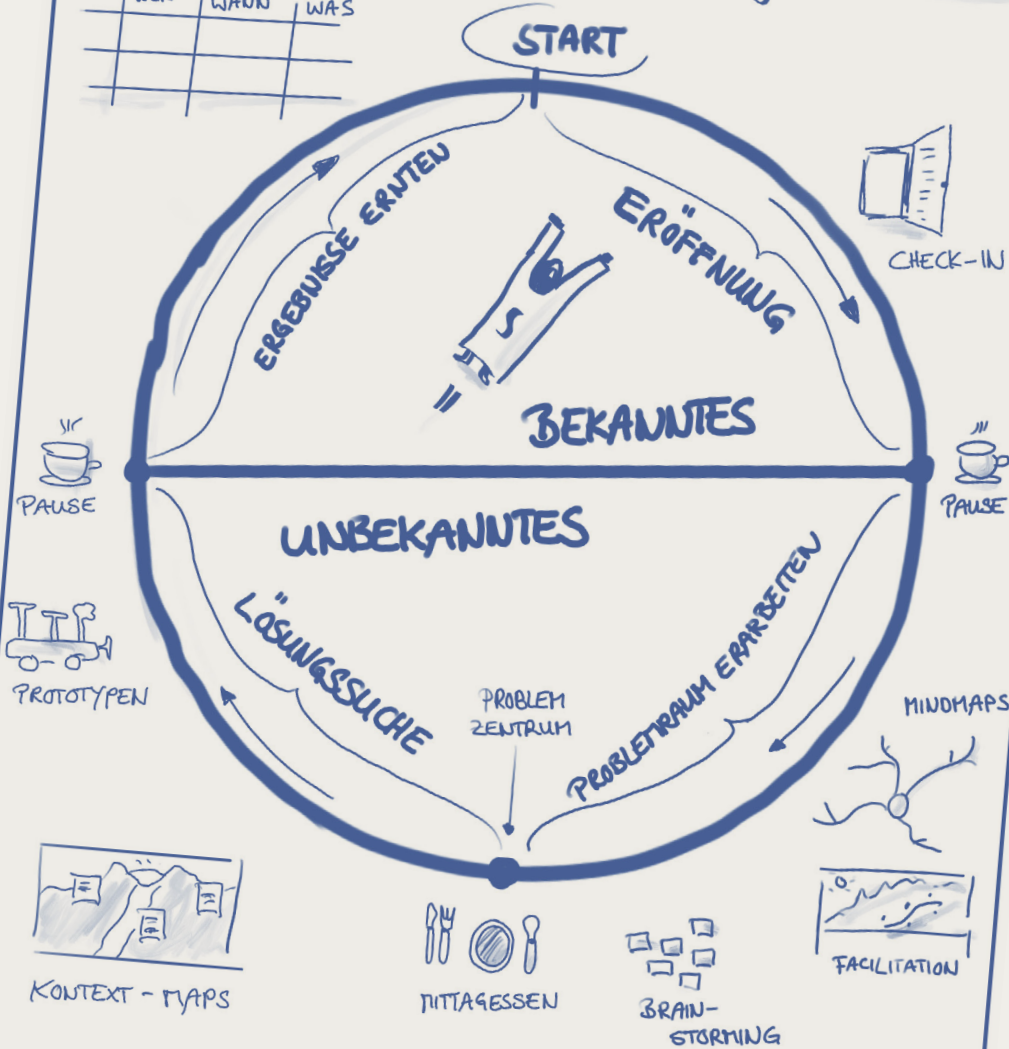 WANN
WAS
START
ERGEBNISSE ERNTEN
ERÖFFNUNG
S
CHECK-IN
BEKANNTES
PAUSE
PAUSE
UNBEKANNTES
LÖSUNGSSUCHE
PROBLEMRAUM ERARBEITEN
PROBLEM
ZENTRUM
PROTOTYPEN
MINDMAPS
KONTEXT-MAPS
MITTAGESSEN
BRAIN-
STORMING
FACILITATION